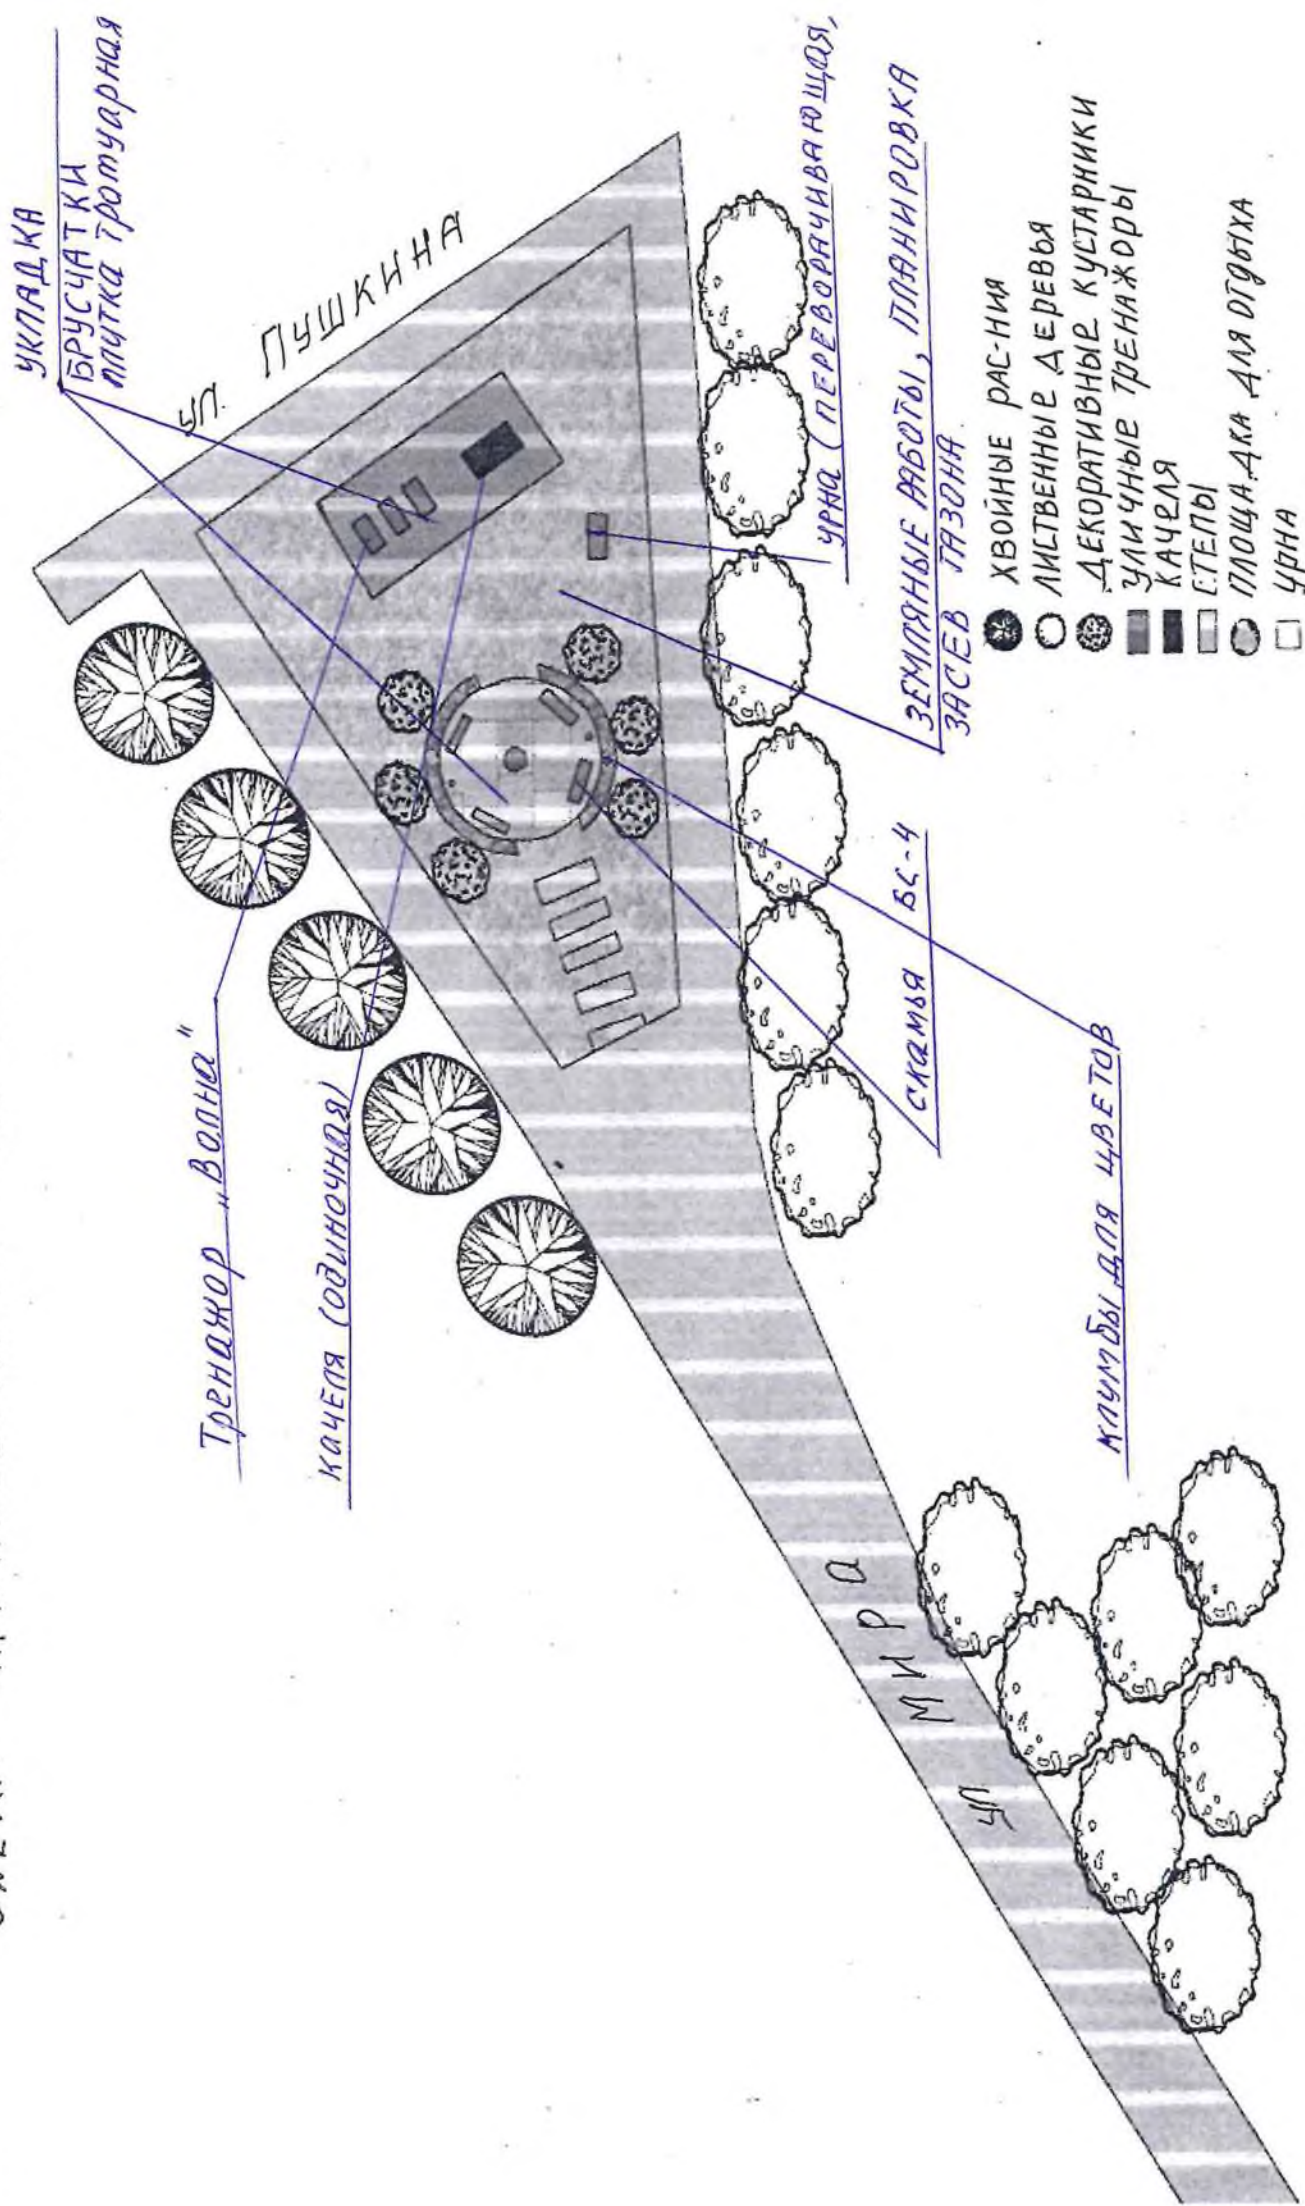 УКЛАДКА
БРУСЧАТКИ
плитка тротуарная
ул. ПУШКИНА
Тренажор „Волна"
качеля (одиночная)
урна (переворачивающая,
ЗЕМЛЯНЫЕ РАБОТЫ, ПЛАНИРОВКА
ЗАСЕВ ГАЗОНА.
скамья ВС-4
клумбы для цветов
ул МИРа
ХВОЙНЫЕ РАС-НИЯ
ЛИСТВЕННЫЕ ДЕРЕВЬЯ
ДЕКОРАТИВНЫЕ КУСТАРНИКИ
УЛИЧНЫЕ ТРЕНАЖОРЫ
КАЧЕЛЯ
СТЕПЫ
ПЛОЩАДКА ДЛЯ ОТДЫХА
УРНА